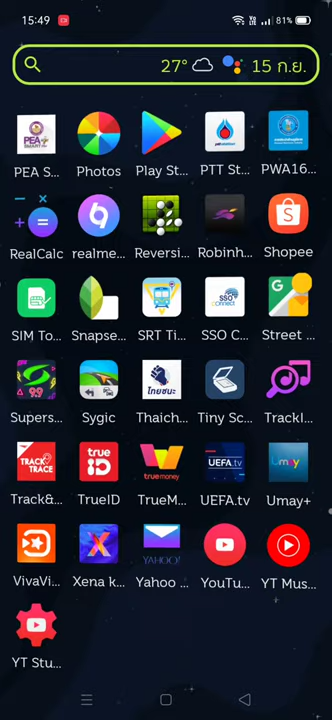 15:49 81%
27° 15 ก.ย.
PEA S... Photos Play St... PTT St... PWA16...
RealCalc realme... Reversi... Robinh... Shopee
SIM To... Snapse... SRT Ti... SSO C... Street ...
Supers... Sygic Thaich... Tiny Sc... TrackI...
Track&... TrueID TrueM... UEFA.tv Umay+
VivaVi... Xena k... Yahoo ... YouTu... YT Mus...
YT Stu...